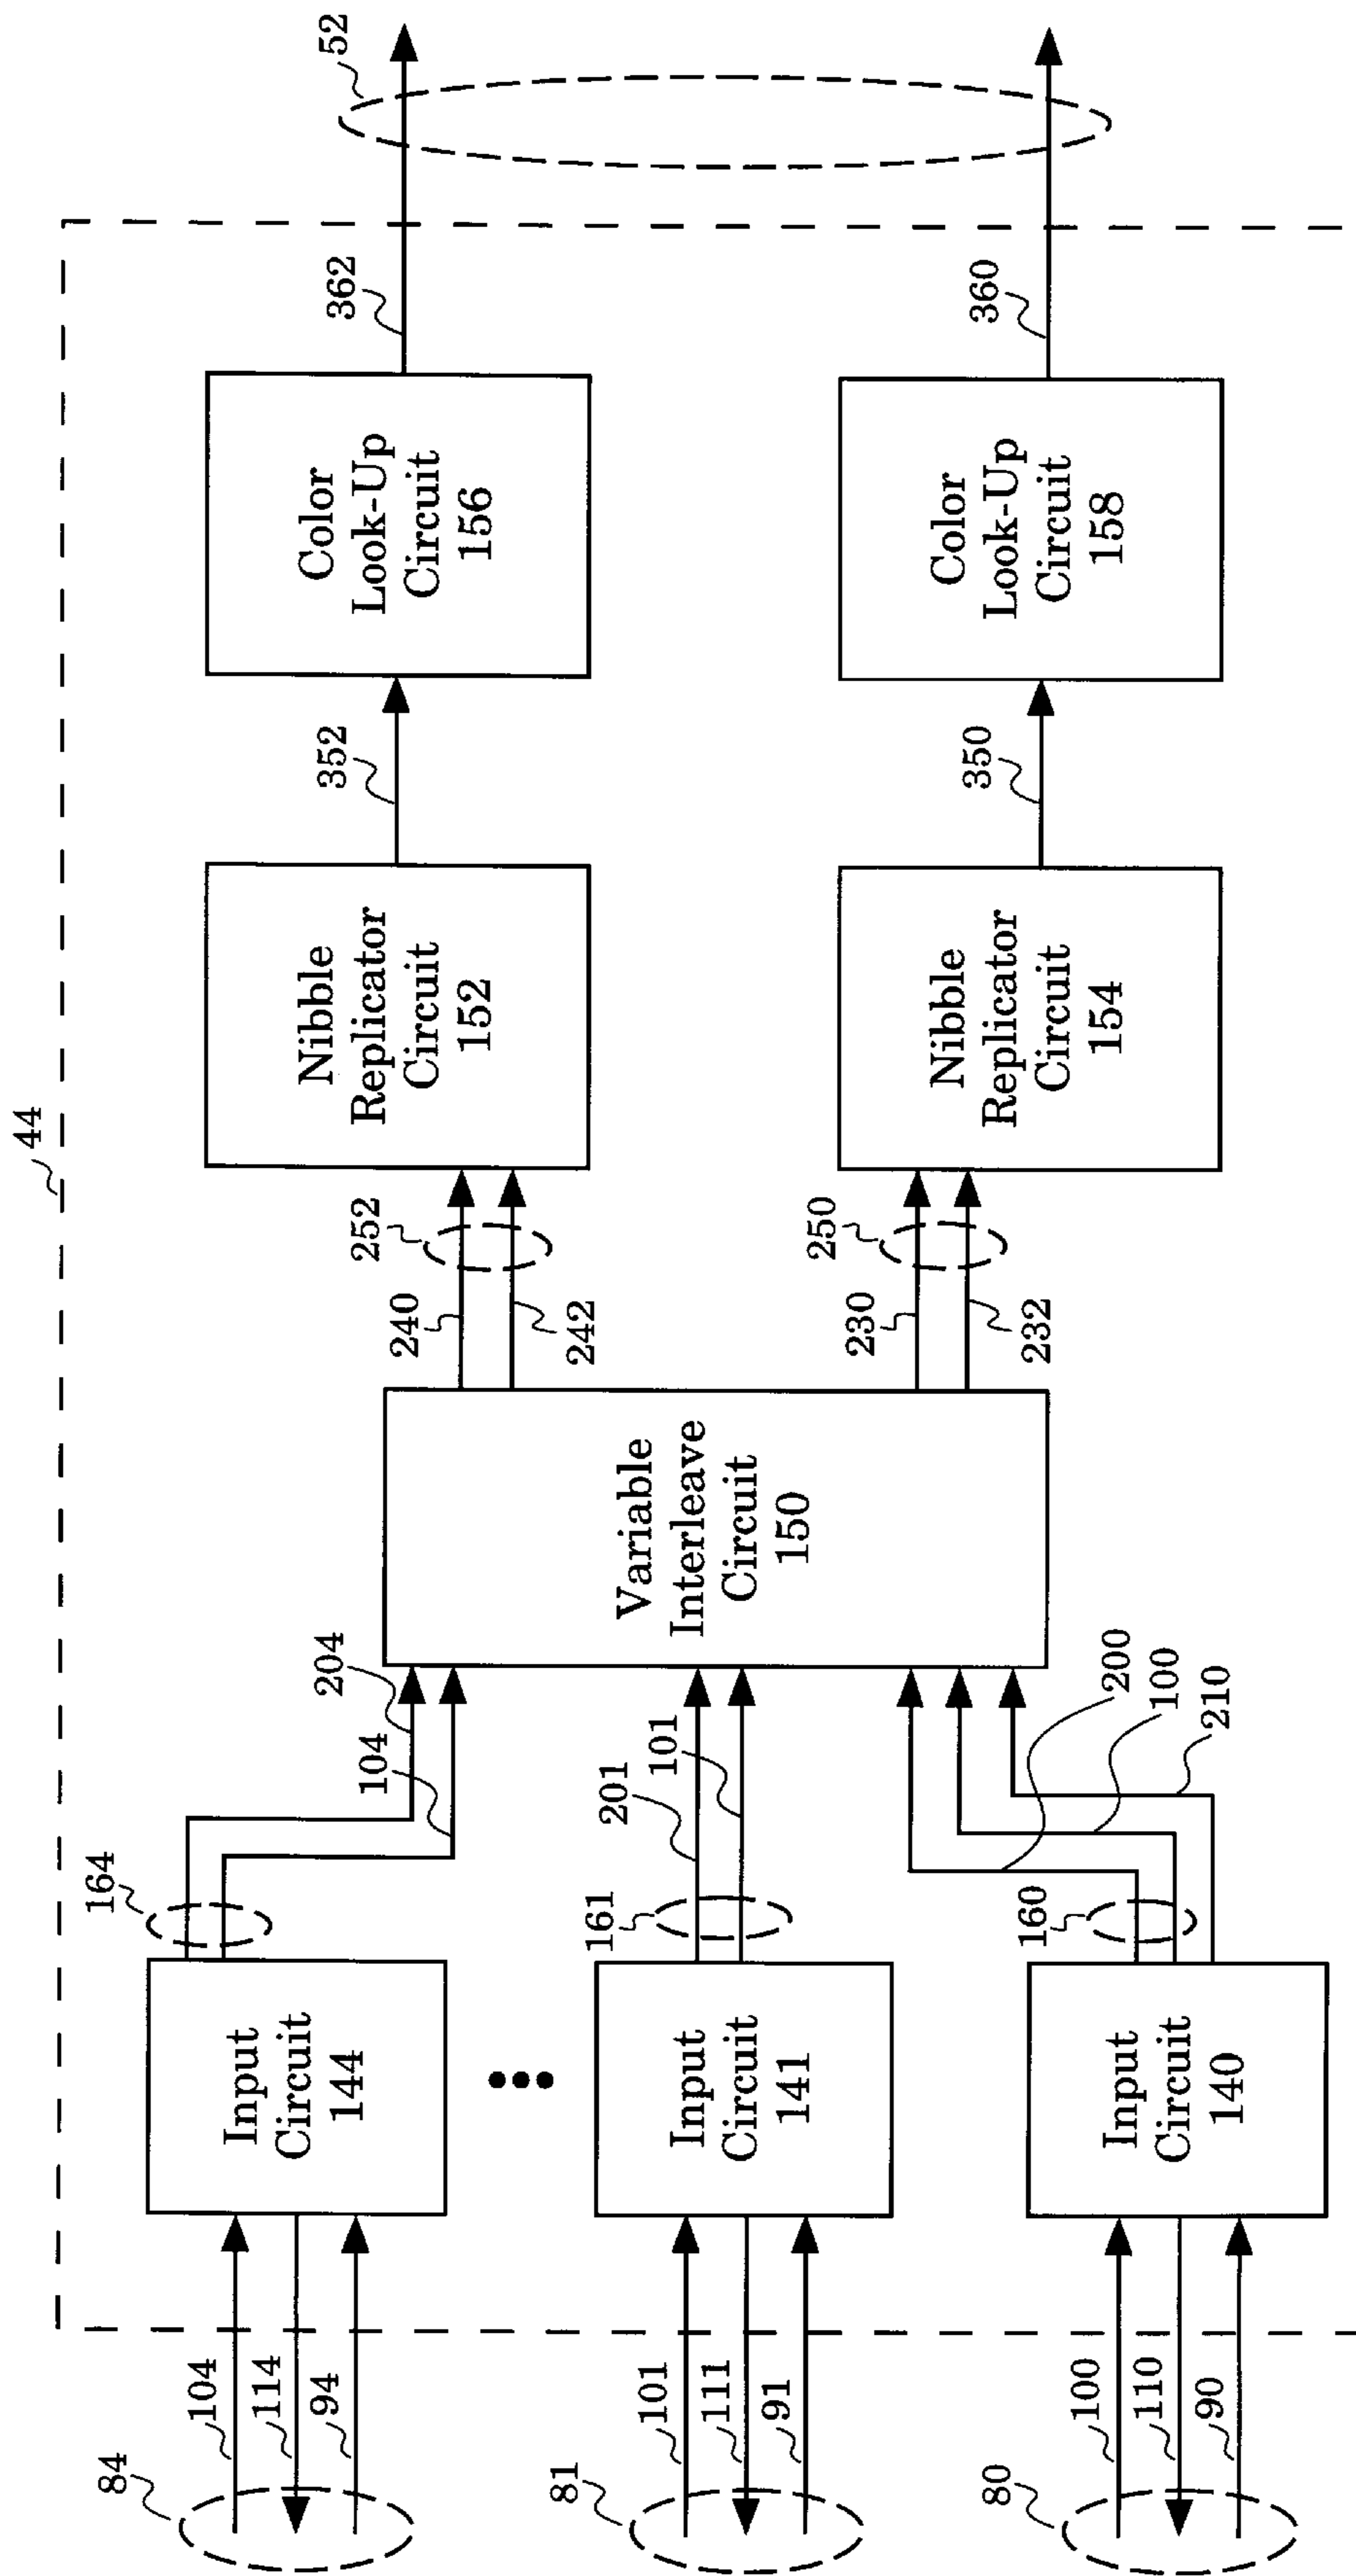 44
84
104
114
94
Input
Circuit
144
164
104
204
81
101
111
91
Input
Circuit
141
161
201
101
80
100
110
90
Input
Circuit
140
160
200
100
210
Variable
Interleave
Circuit
150
240
252
242
230
250
232
Nibble
Replicator
Circuit
152
352
Nibble
Replicator
Circuit
154
350
Color
Look-Up
Circuit
156
362
Color
Look-Up
Circuit
158
360
52